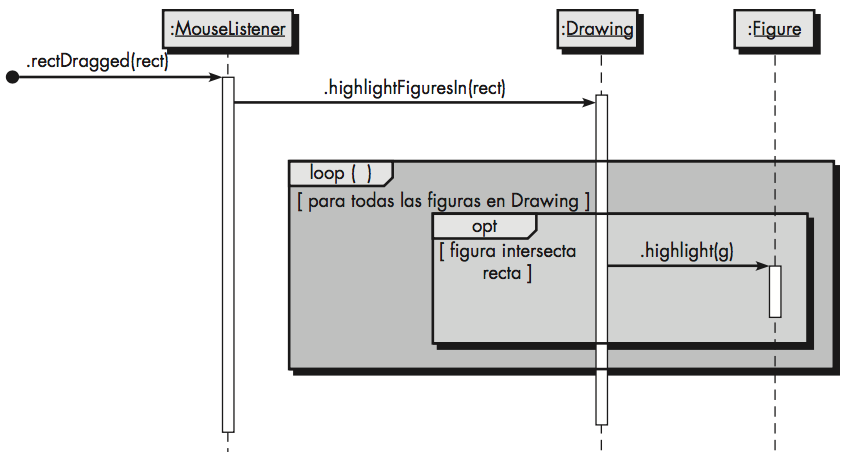 :MouseListener
:Drawing
:Figure
.rectDragged(rect)
.highlightFiguresIn(rect)
loop ( )
[ para todas las figuras en Drawing ]
opt
[ figura intersecta
recta ]
.highlight(g)